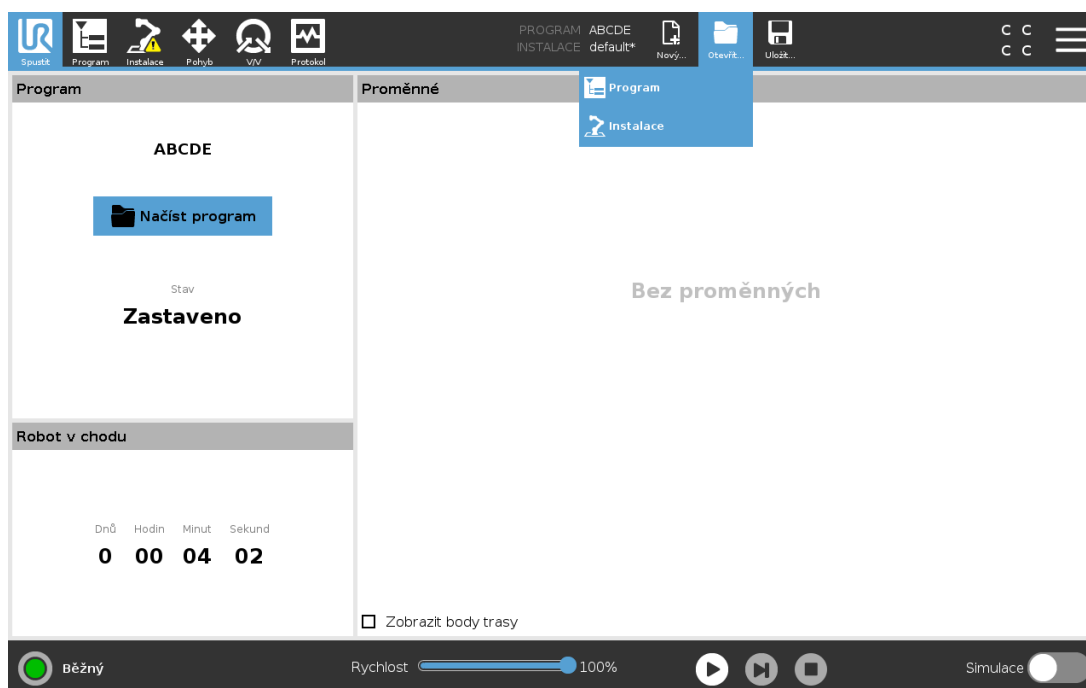 Spustit Program Instalace Pohyb V/V Protokol
PROGRAM ABCDE
INSTALACE default*
Nový... Otevřít... Uložit...
C C
C C
Program
Instalace
Program
ABCDE
Načíst program
Stav
Zastaveno
Robot v chodu
Dnů Hodin Minut Sekund
0 00 04 02
Proměnné
Bez proměnných
Zobrazit body trasy
Běžný
Rychlost 100%
Simulace